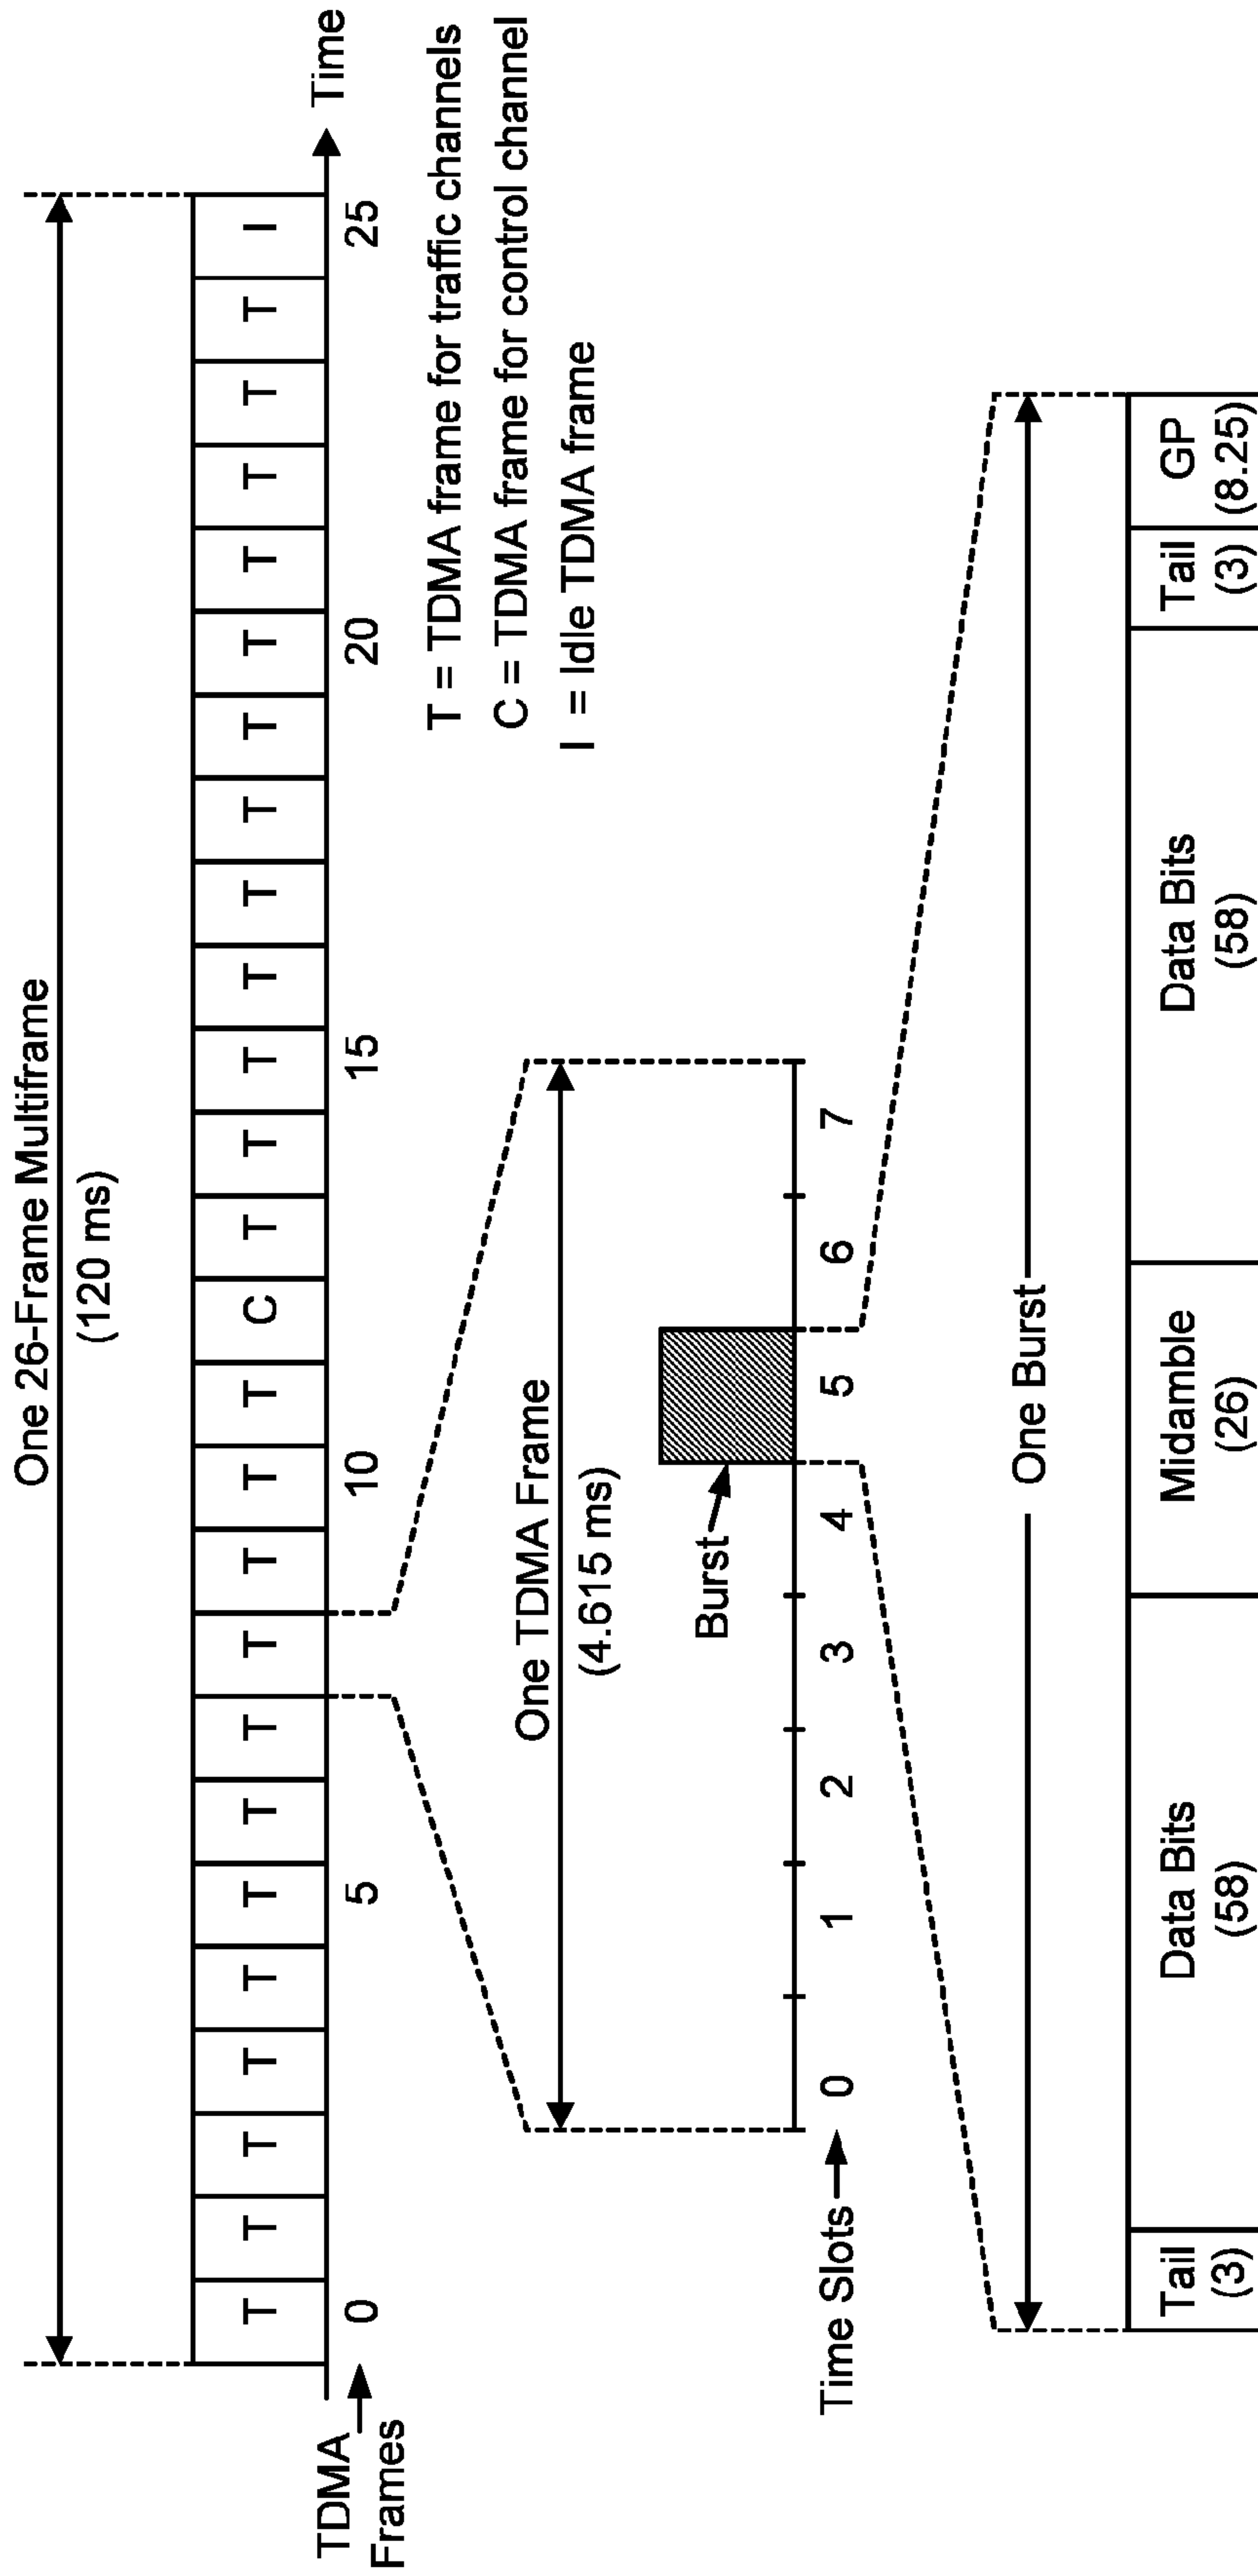 One 26-Frame Multiframe
(120 ms)
T T T T T T T T T T T T C T T T T T T T T T T T T I
Time
TDMA
Frames
0 5 10 15 20 25
T = TDMA frame for traffic channels
C = TDMA frame for control channel
I = Idle TDMA frame
One TDMA Frame
(4.615 ms)
Burst
Time Slots
0 1 2 3 4 5 6 7
One Burst
Tail
(3)
Data Bits
(58)
Midamble
(26)
Data Bits
(58)
Tail
(3)
GP
(8.25)